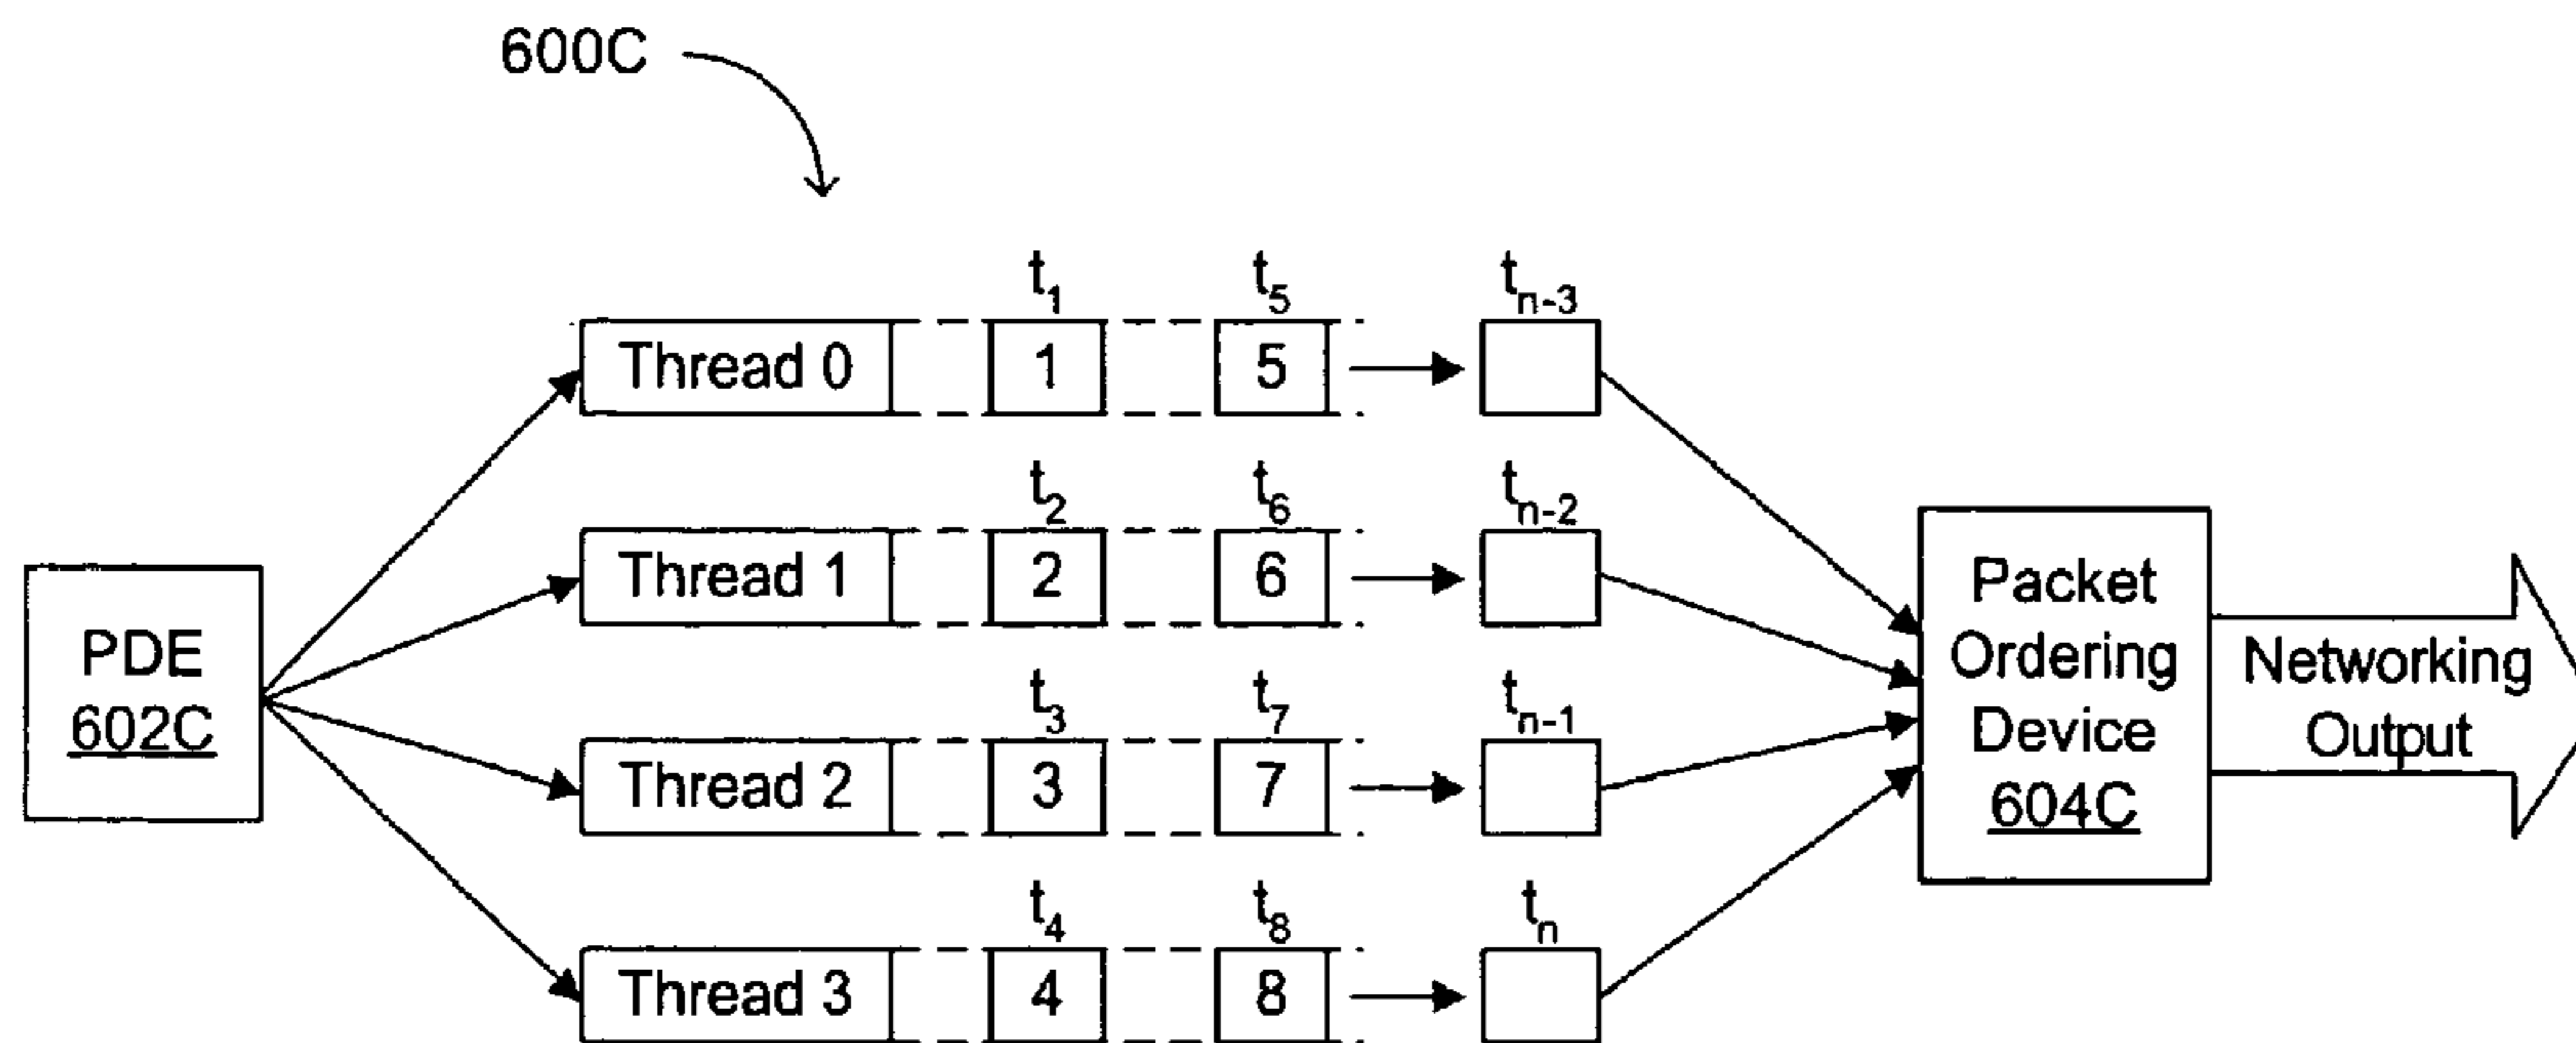 600C
t1 t5 tn-3
Thread 0 1 5
t2 t6 tn-2
Thread 1 2 6
PDE
602C
t3 t7 tn-1
Thread 2 3 7
t4 t8 tn
Thread 3 4 8
Packet
Ordering
Device
604C
Networking
Output